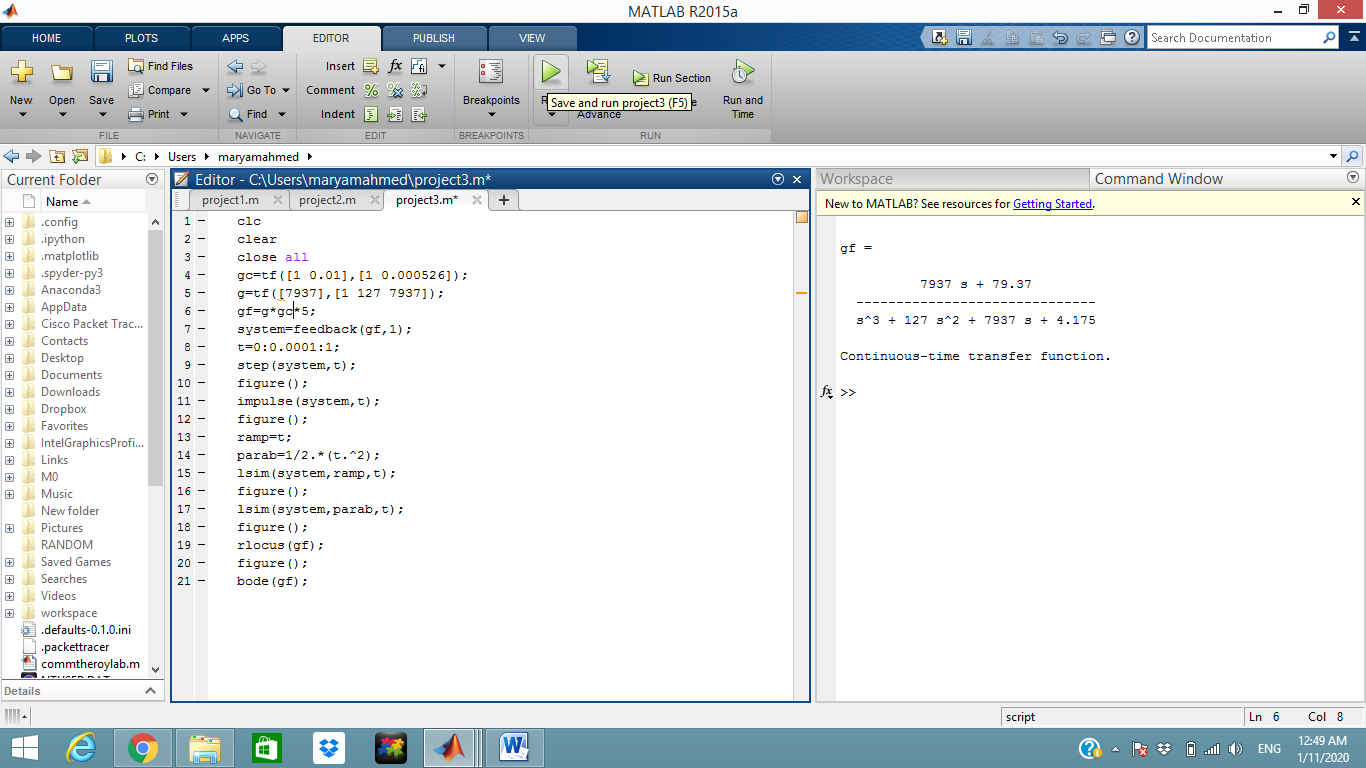 MATLAB R2015a
HOME PLOTS APPS EDITOR PUBLISH VIEW
Search Documentation
New Open Save
Find Files
Compare
Print
Go To
Find
Insert
Comment
Indent
Breakpoints
Run Section
Advance
Run and Time
Save and run project3 (F5)
FILE NAVIGATE EDIT BREAKPOINTS RUN
C: Users maryamahmed
Current Folder
Name
.config
.ipython
.matplotlib
.spyder-py3
Anaconda3
AppData
Cisco Packet Trac...
Contacts
Desktop
Documents
Downloads
Dropbox
Favorites
IntelGraphicsProfi...
Links
M0
Music
New folder
Pictures
RANDOM
Saved Games
Searches
Videos
workspace
.defaults-0.1.0.ini
.packettracer
commtheroylab.m
Details
Editor - C:\Users\maryamahmed\project3.m*
project1.m project2.m project3.m*
1 clc
2 clear
3 close all
4 gc=tf([1 0.01],[1 0.000526]);
5 g=tf([7937],[1 127 7937]);
6 gf=g*gc*5;
7 system=feedback(gf,1);
8 t=0:0.0001:1;
9 step(system,t);
10 figure();
11 impulse(system,t);
12 figure();
13 ramp=t;
14 parab=1/2.*(t.^2);
15 lsim(system,ramp,t);
16 figure();
17 lsim(system,parab,t);
18 figure();
19 rlocus(gf);
20 figure();
21 bode(gf);
Workspace
Command Window
New to MATLAB? See resources for Getting Started.
gf =
7937 s + 79.37
------------------------------
s^3 + 127 s^2 + 7937 s + 4.175
Continuous-time transfer function.
fx >>
script
Ln 6 Col 8
ENG
12:49 AM
1/11/2020